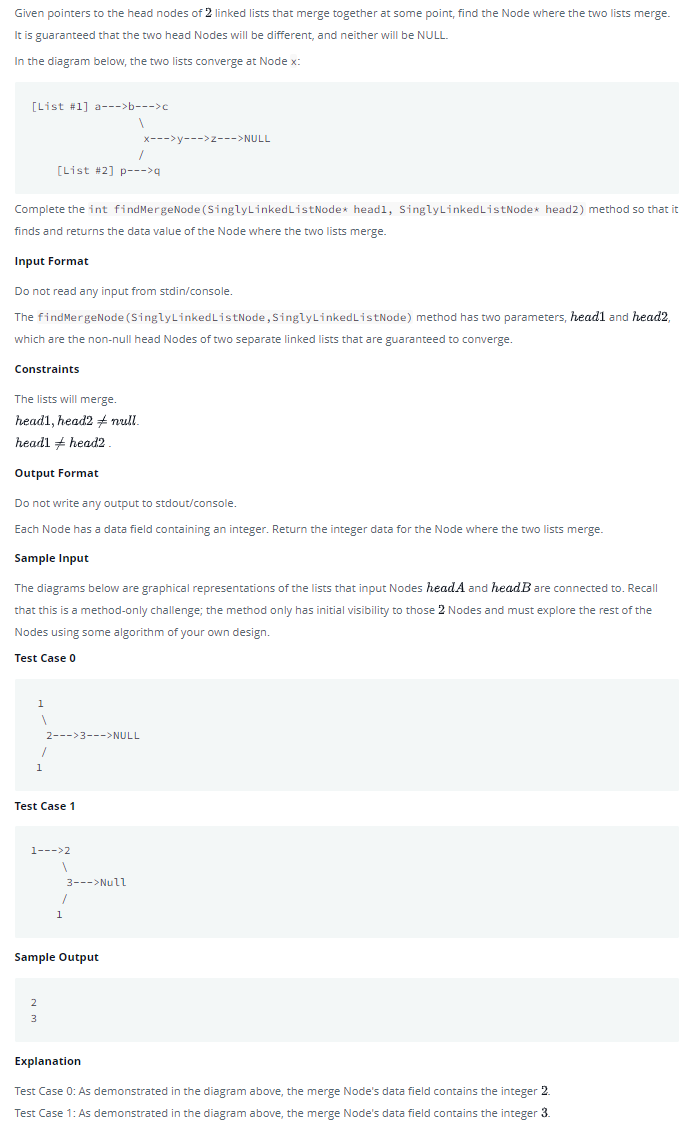 Given pointers to the head nodes of 2 linked lists that merge together at some point, find the Node where the two lists merge.
It is guaranteed that the two head Nodes will be different, and neither will be NULL.
In the diagram below, the two lists converge at Node x:
[List #1] a--->b--->c
\
x--->y--->z--->NULL
/
[List #2] p--->q
Complete the int findMergeNode(SinglyLinkedListNode* head1, SinglyLinkedListNode* head2) method so that it
finds and returns the data value of the Node where the two lists merge.
Input Format
Do not read any input from stdin/console.
The findMergeNode(SinglyLinkedListNode,SinglyLinkedListNode) method has two parameters, head1 and head2,
which are the non-null head Nodes of two separate linked lists that are guaranteed to converge.
Constraints
The lists will merge.
head1, head2 ≠ null.
head1 ≠ head2 .
Output Format
Do not write any output to stdout/console.
Each Node has a data field containing an integer. Return the integer data for the Node where the two lists merge.
Sample Input
The diagrams below are graphical representations of the lists that input Nodes headA and headB are connected to. Recall
that this is a method-only challenge; the method only has initial visibility to those 2 Nodes and must explore the rest of the
Nodes using some algorithm of your own design.
Test Case 0
1
\
2--->3--->NULL
/
1
Test Case 1
1--->2
\
3--->Null
/
1
Sample Output
2
3
Explanation
Test Case 0: As demonstrated in the diagram above, the merge Node's data field contains the integer 2.
Test Case 1: As demonstrated in the diagram above, the merge Node's data field contains the integer 3.